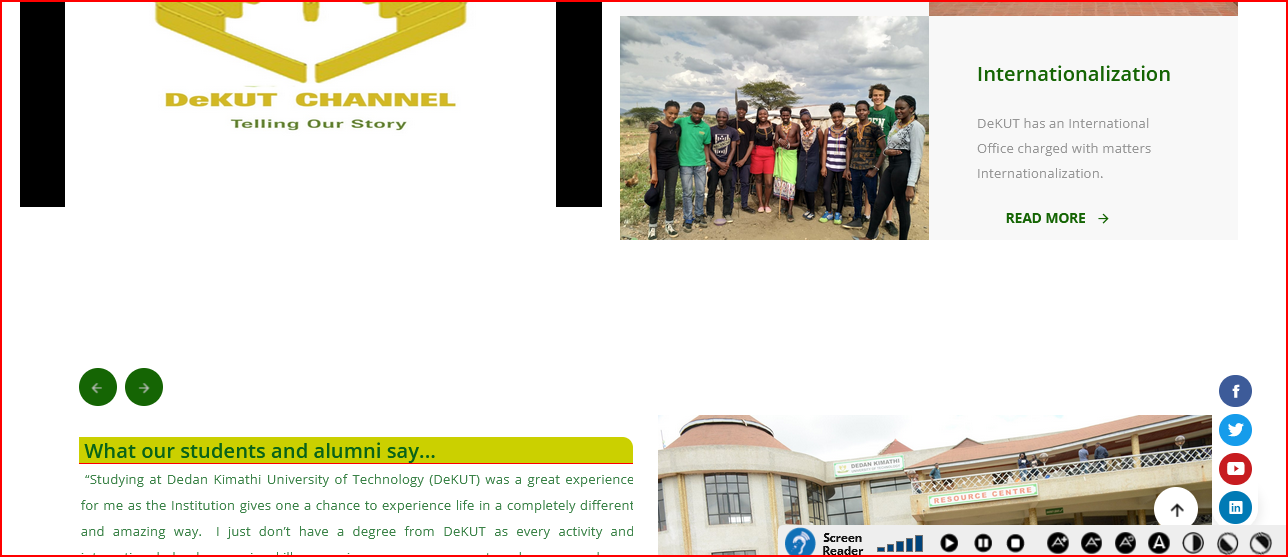 DeKUT CHANNEL
Telling Our Story
Internationalization
DeKUT has an International
Office charged with matters
Internationalization.
READ MORE
What our students and alumni say...
“Studying at Dedan Kimathi University of Technology (DeKUT) was a great experience
for me as the Institution gives one a chance to experience life in a completely different
and amazing way. I just don’t have a degree from DeKUT as every activity and
DEDAN KIMATHI
UNIVERSITY OF TECHNOLOGY
RESOURCE CENTRE
Screen
Reader